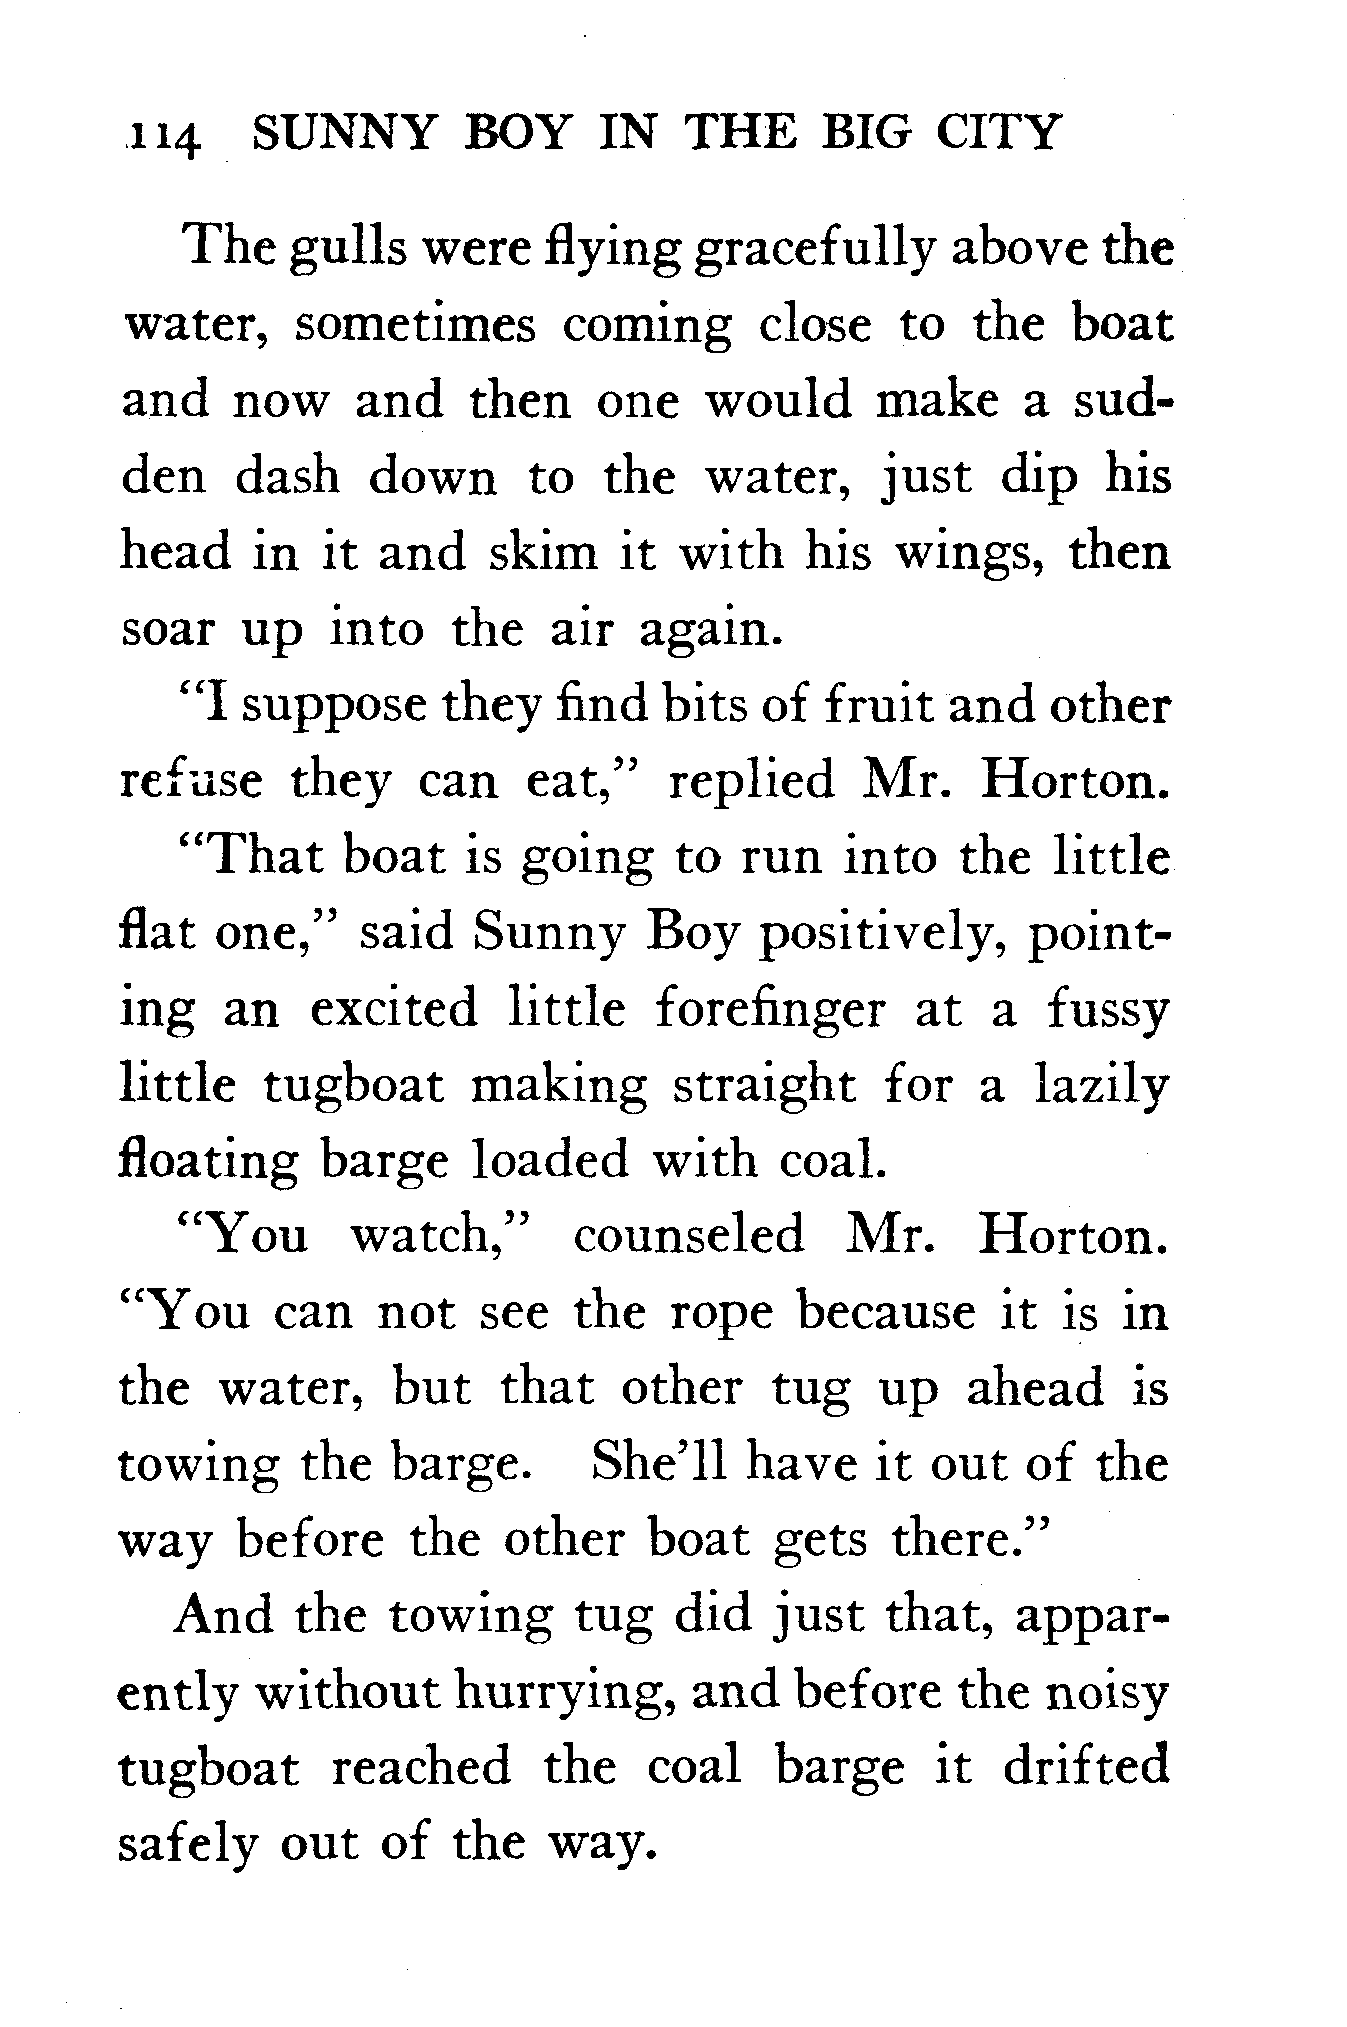 114 SUNNY BOY IN THE BIG CITY
The gulls were flying gracefully above the
water, sometimes coming close to the boat
and now and then one would make a sud-
den dash down to the water, just dip his
head in it and skim it with his wings, then
soar up into the air again.
“I suppose they find bits of fruit and other
refuse they can eat,” replied Mr. Horton.
“That boat is going to run into the little
flat one,” said Sunny Boy positively, point-
ing an excited little forefinger at a fussy
little tugboat making straight for a lazily
floating barge loaded with coal.
“You watch,” counseled Mr. Horton.
“You can not see the rope because it is in
the water, but that other tug up ahead is
towing the barge. She’ll have it out of the
way before the other boat gets there.”
And the towing tug did just that, appar-
ently without hurrying, and before the noisy
tugboat reached the coal barge it drifted
safely out of the way.